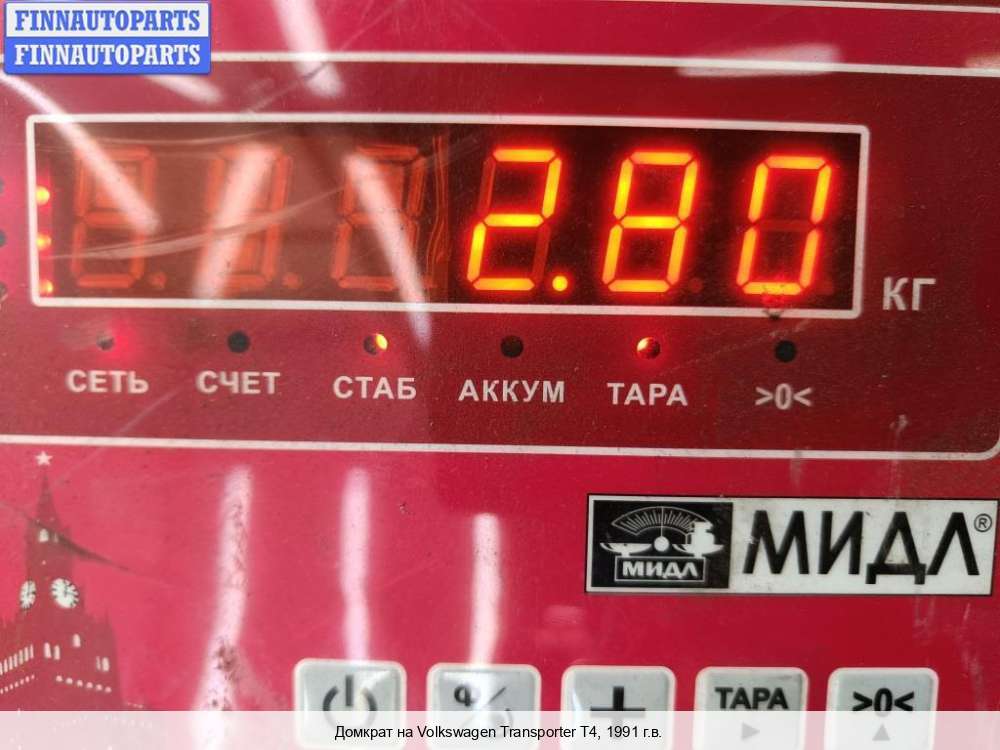 FINNAUTOPARTS
FINNAUTOPARTS
2.80
КГ
СЕТЬ СЧЕТ СТАБ АККУМ ТАРА >0<
МИДЛ МИДЛ®
+ ТАРА >0<
Домкрат на Volkswagen Transporter T4, 1991 г.в.